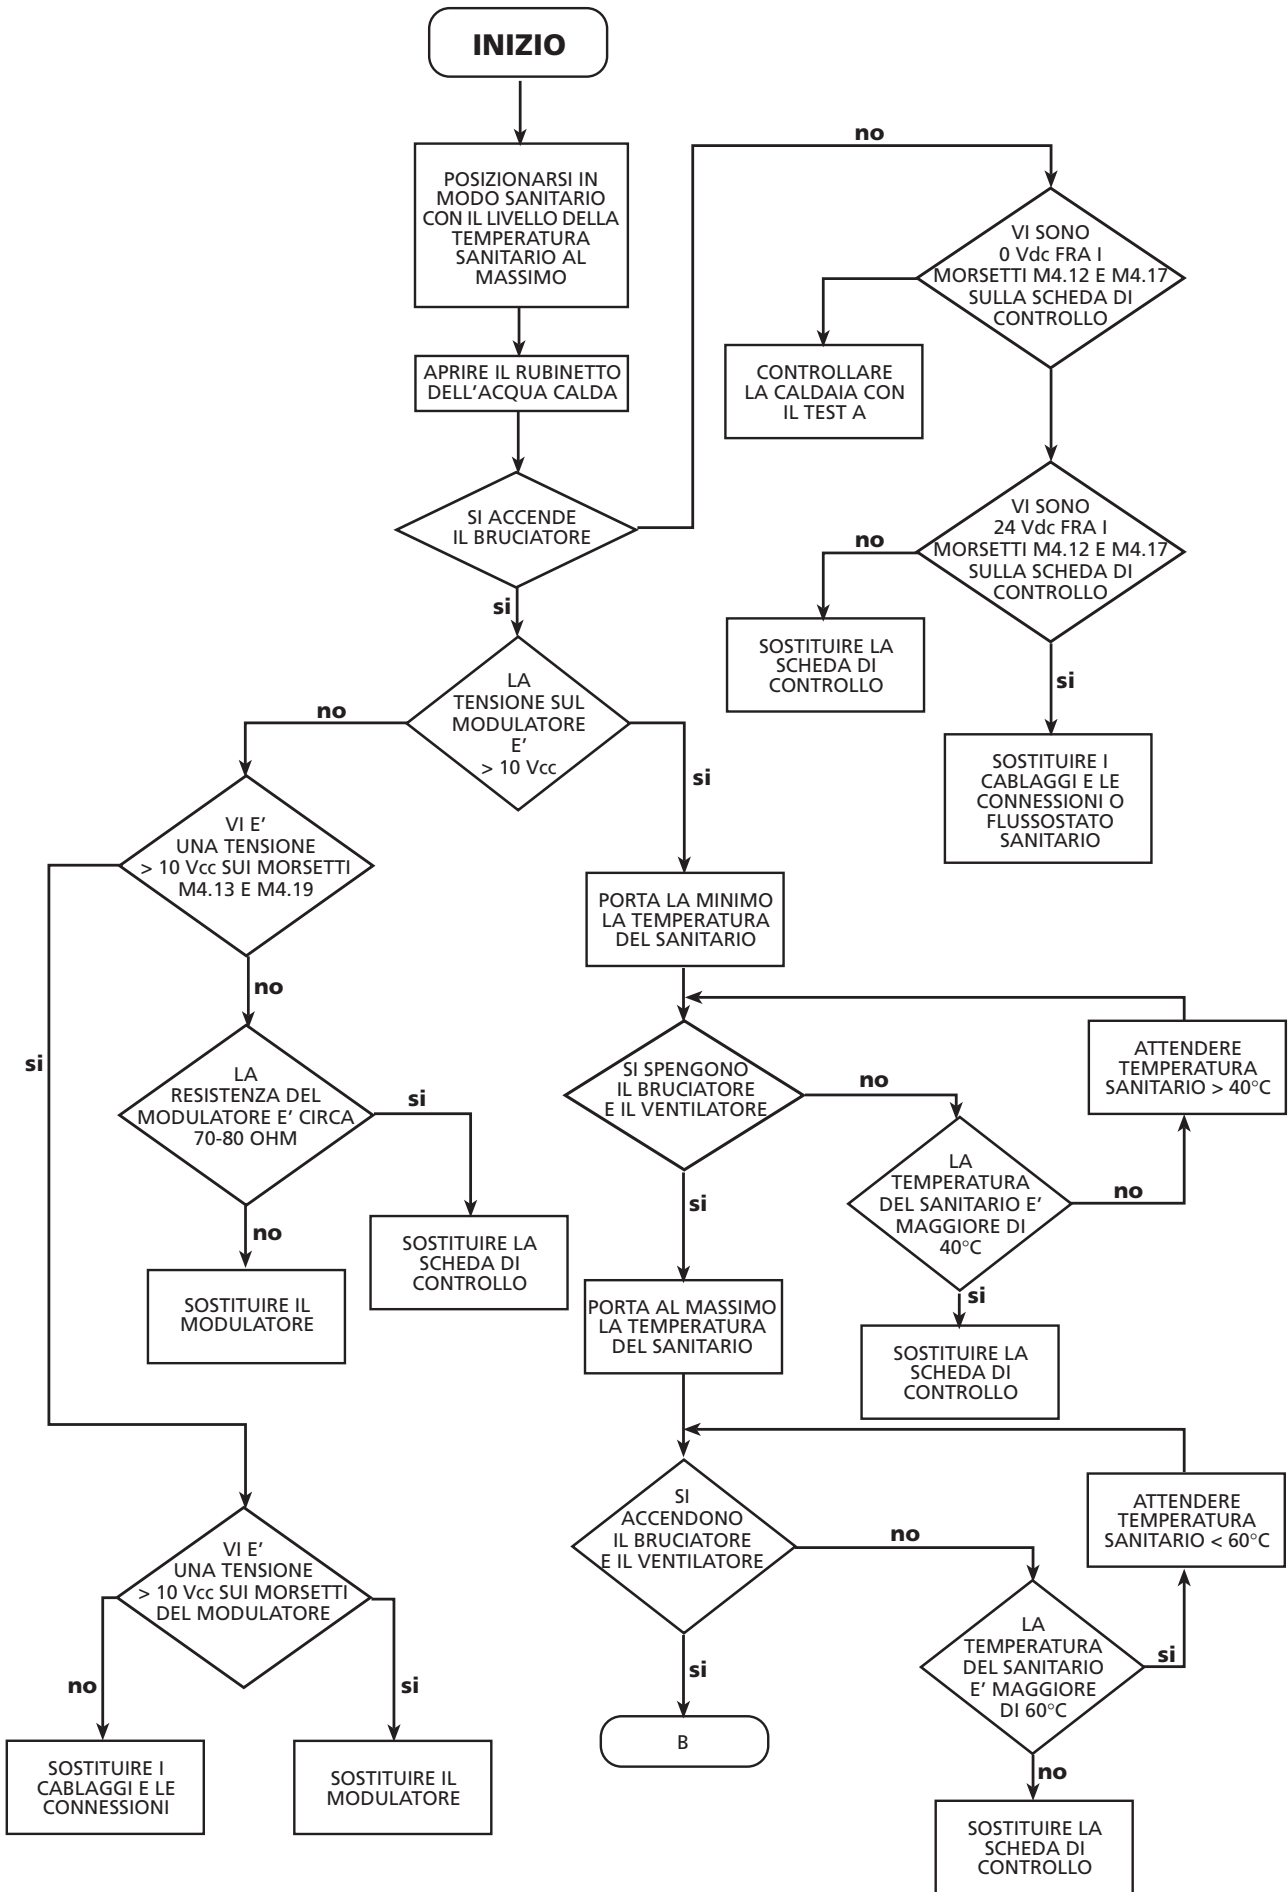 INIZIO
POSIZIONARSI IN
MODO SANITARIO
CON IL LIVELLO DELLA
TEMPERATURA
SANITARIO AL
MASSIMO
APRIRE IL RUBINETTO
DELL'ACQUA CALDA
SI ACCENDE
IL BRUCIATORE
no
VI SONO
0 Vdc FRA I
MORSETTI M4.12 E M4.17
SULLA SCHEDA DI
CONTROLLO
CONTROLLARE
LA CALDAIA CON
IL TEST A
VI SONO
24 Vdc FRA I
MORSETTI M4.12 E M4.17
SULLA SCHEDA DI
CONTROLLO
no
SOSTITUIRE LA
SCHEDA DI
CONTROLLO
si
SOSTITUIRE I
CABLAGGI E LE
CONNESSIONI O
FLUSSOSTATO
SANITARIO
si
LA
TENSIONE SUL
MODULATORE
E'
> 10 Vcc
no
VI E'
UNA TENSIONE
> 10 Vcc SUI MORSETTI
M4.13 E M4.19
no
LA
RESISTENZA DEL
MODULATORE E' CIRCA
70-80 OHM
si
SOSTITUIRE LA
SCHEDA DI
CONTROLLO
no
SOSTITUIRE IL
MODULATORE
si
VI E'
UNA TENSIONE
> 10 Vcc SUI MORSETTI
DEL MODULATORE
no
SOSTITUIRE I
CABLAGGI E LE
CONNESSIONI
si
SOSTITUIRE IL
MODULATORE
si
PORTA LA MINIMO
LA TEMPERATURA
DEL SANITARIO
SI SPENGONO
IL BRUCIATORE
E IL VENTILATORE
no
LA
TEMPERATURA
DEL SANITARIO E'
MAGGIORE DI
40°C
no
ATTENDERE
TEMPERATURA
SANITARIO > 40°C
si
SOSTITUIRE LA
SCHEDA DI
CONTROLLO
si
PORTA AL MASSIMO
LA TEMPERATURA
DEL SANITARIO
SI
ACCENDONO
IL BRUCIATORE
E IL VENTILATORE
no
LA
TEMPERATURA
DEL SANITARIO
E' MAGGIORE
DI 60°C
si
ATTENDERE
TEMPERATURA
SANITARIO < 60°C
no
SOSTITUIRE LA
SCHEDA DI
CONTROLLO
si
B